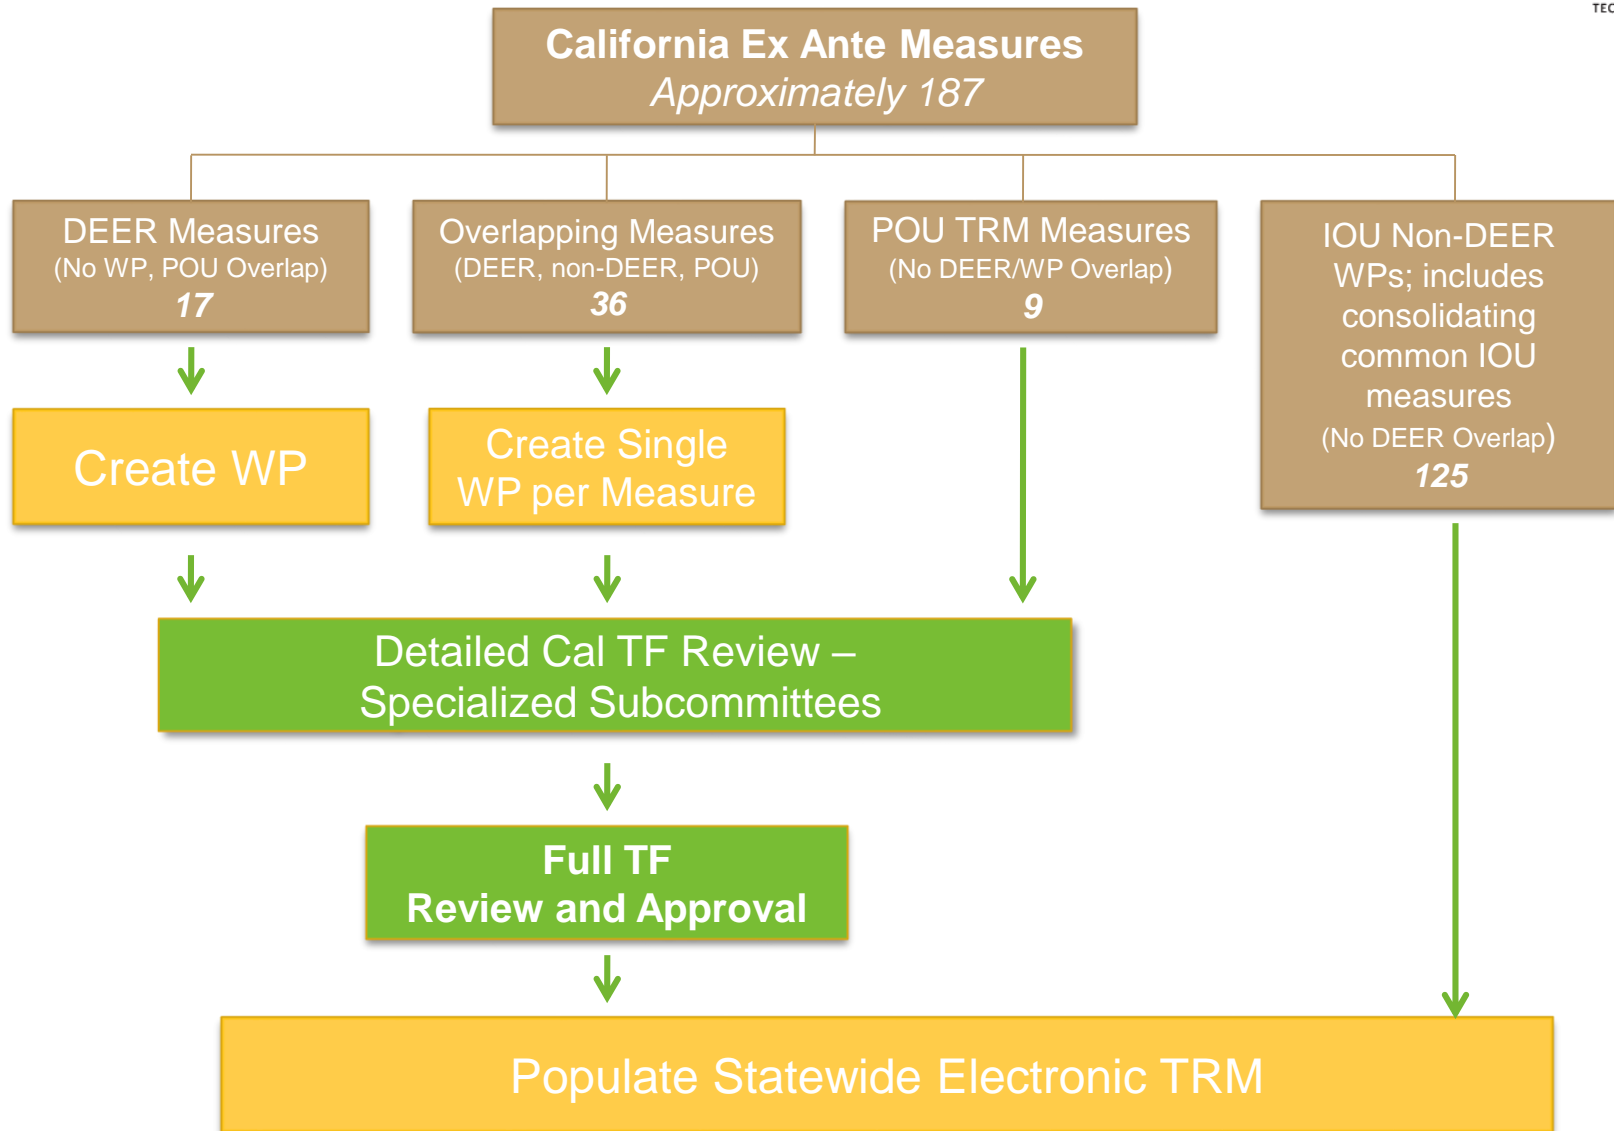 TEC
California Ex Ante Measures
Approximately 187
DEER Measures
(No WP, POU Overlap)
17
Overlapping Measures
(DEER, non-DEER, POU)
36
POU TRM Measures
(No DEER/WP Overlap)
9
IOU Non-DEER
WPs; includes
consolidating
common IOU
measures
(No DEER Overlap)
125
Create WP
Create Single
WP per Measure
Detailed Cal TF Review –
Specialized Subcommittees
Full TF
Review and Approval
Populate Statewide Electronic TRM